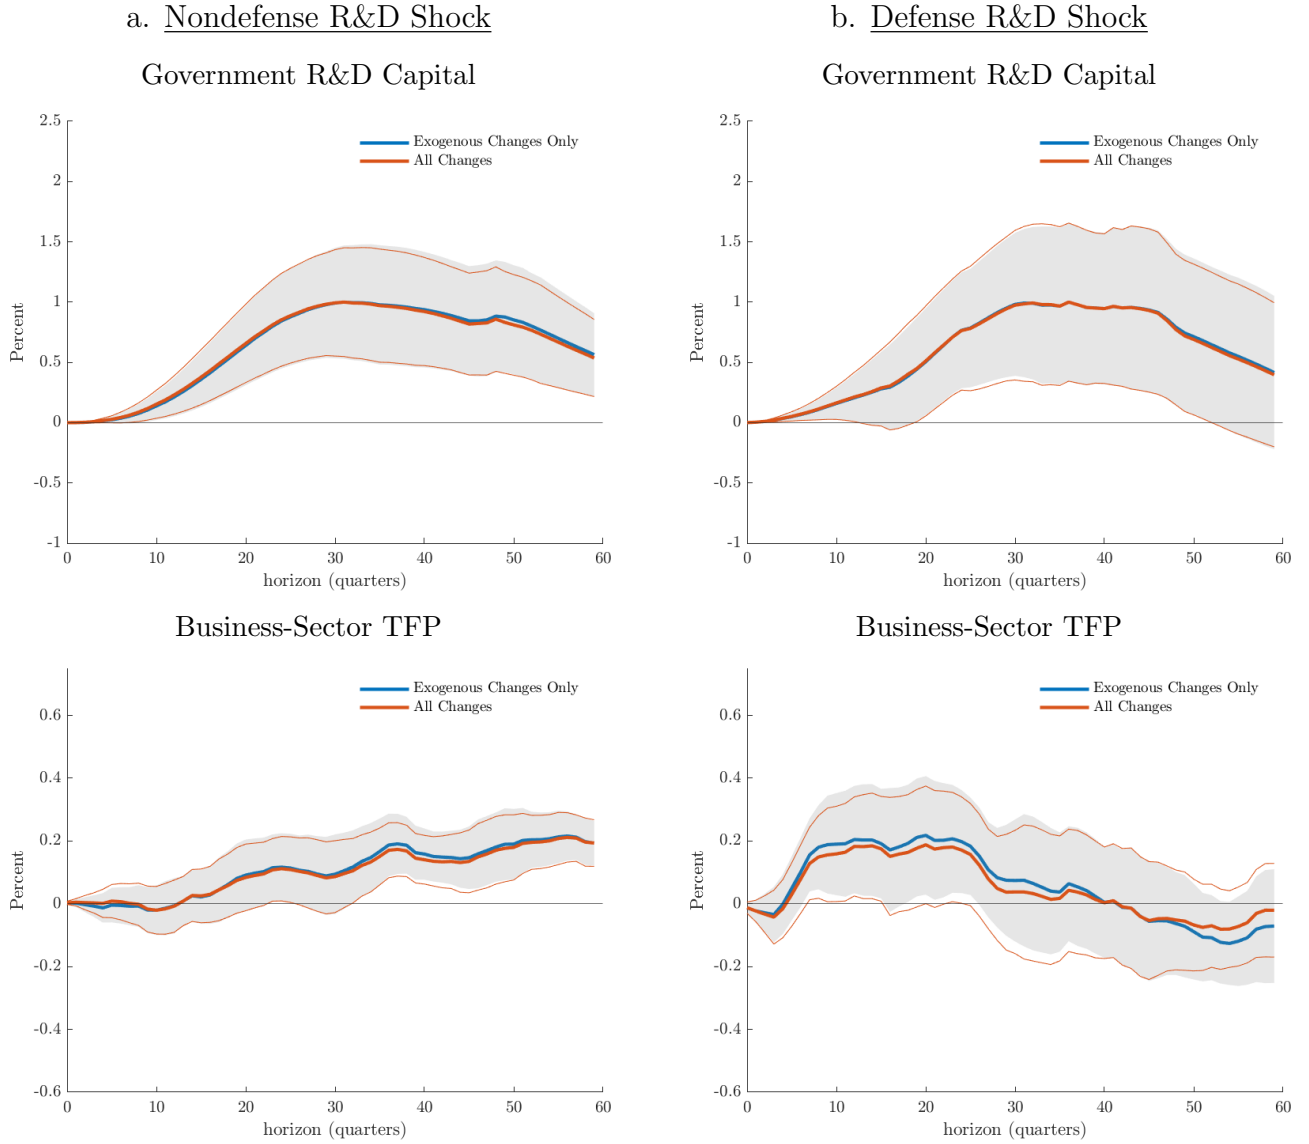 a. Nondefense R&D Shock
Government R&D Capital
2.5
2
1.5
1
0.5
0
-0.5
-1
Percent
Exogenous Changes Only
All Changes
0 10 20 30 40 50 60
horizon (quarters)
Business-Sector TFP
0.6
0.4
0.2
0
-0.2
-0.4
-0.6
Percent
Exogenous Changes Only
All Changes
0 10 20 30 40 50 60
horizon (quarters)
b. Defense R&D Shock
Government R&D Capital
2.5
2
1.5
1
0.5
0
-0.5
-1
Percent
Exogenous Changes Only
All Changes
0 10 20 30 40 50 60
horizon (quarters)
Business-Sector TFP
0.6
0.4
0.2
0
-0.2
-0.4
-0.6
Percent
Exogenous Changes Only
All Changes
0 10 20 30 40 50 60
horizon (quarters)